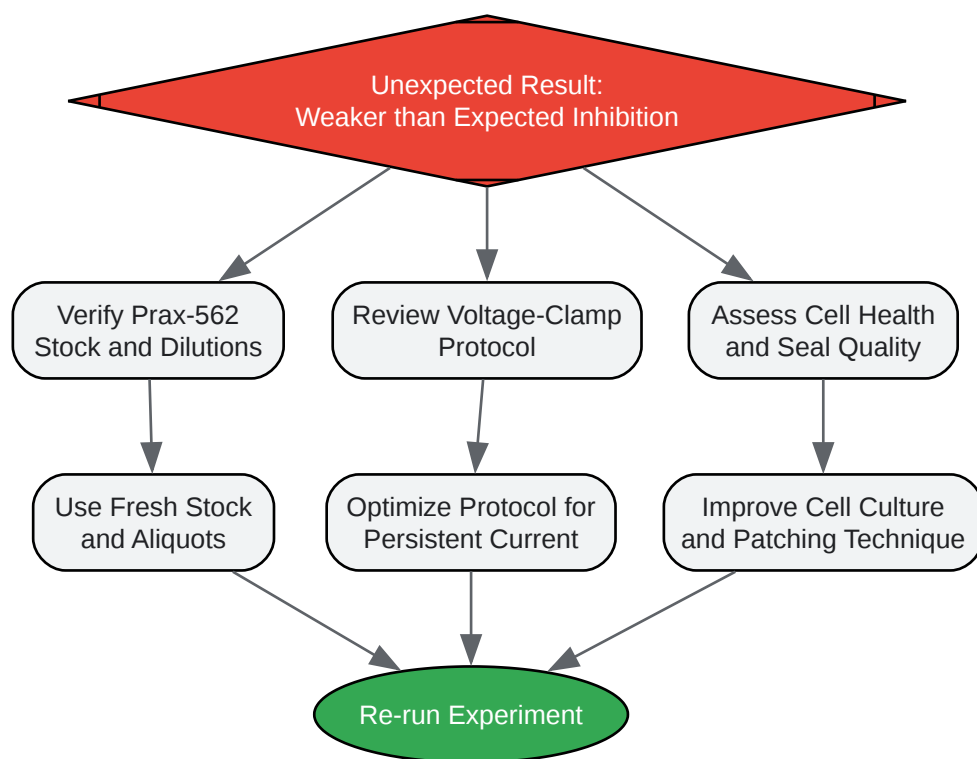 Unexpected Result:
Weaker than Expected Inhibition
Verify Prax-562
Stock and Dilutions
Review Voltage-Clamp
Protocol
Assess Cell Health
and Seal Quality
Use Fresh Stock
and Aliquots
Optimize Protocol for
Persistent Current
Improve Cell Culture
and Patching Technique
Re-run Experiment